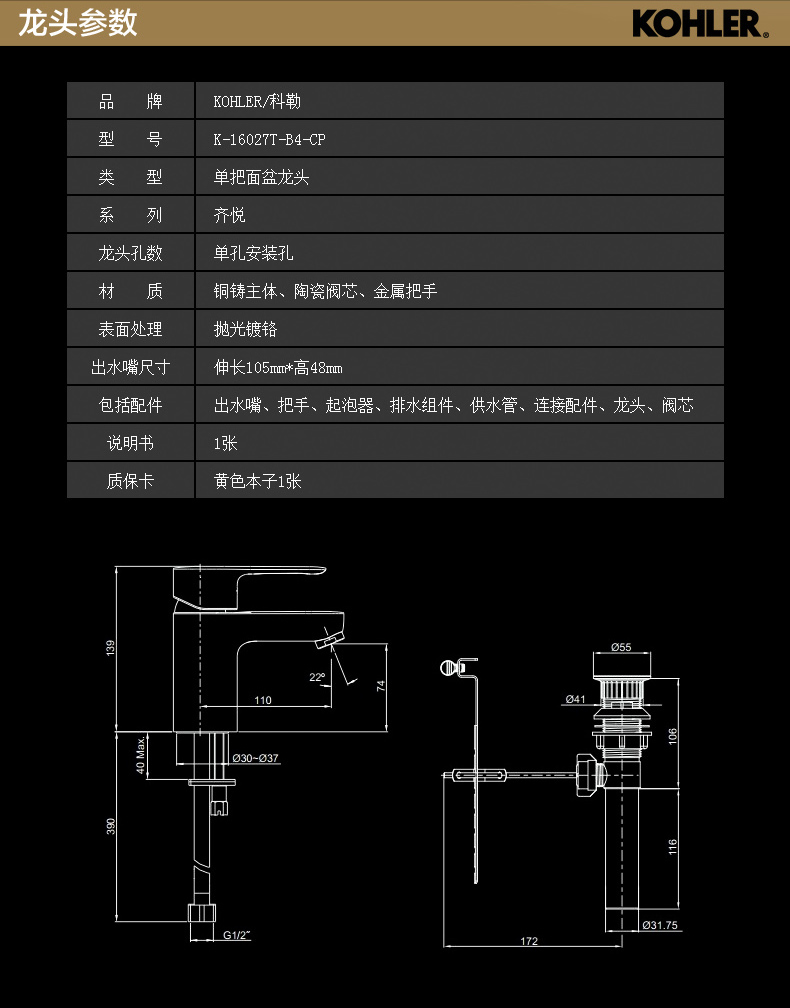 龙头参数
KOHLER®
品 牌 KOHLER/科勒
型 号 K-16027T-B4-CP
类 型 单把面盆龙头
系 列 齐悦
龙头孔数 单孔安装孔
材 质 铜铸主体、陶瓷阀芯、金属把手
表面处理 抛光镀铬
出水嘴尺寸 伸长105mm*高48mm
包括配件 出水嘴、把手、起泡器、排水组件、供水管、连接配件、龙头、阀芯
说明书 1张
质保卡 黄色本子1张
139
22°
110
74
40 Max.
Ø30~Ø37
390
G1/2"
Ø55
Ø41
106
116
Ø31.75
172